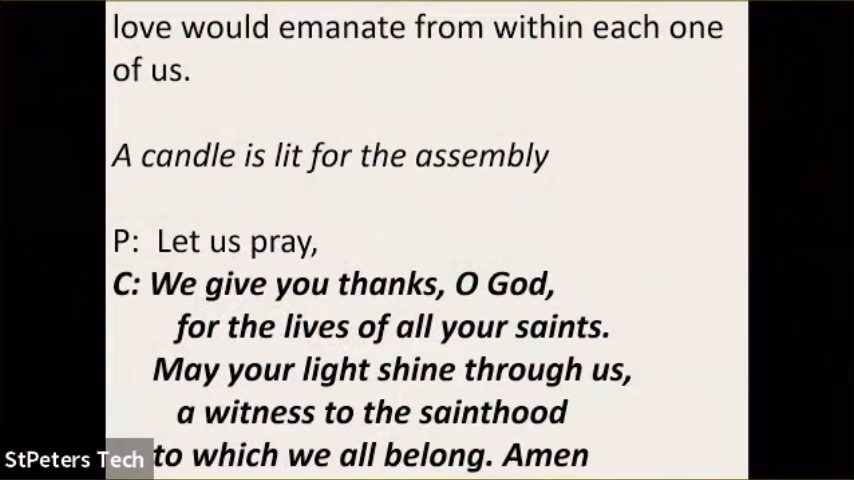 love would emanate from within each one
of us.
A candle is lit for the assembly
P: Let us pray,
C: We give you thanks, O God,
for the lives of all your saints.
May your light shine through us,
a witness to the sainthood
to which we all belong. Amen
StPeters Tech